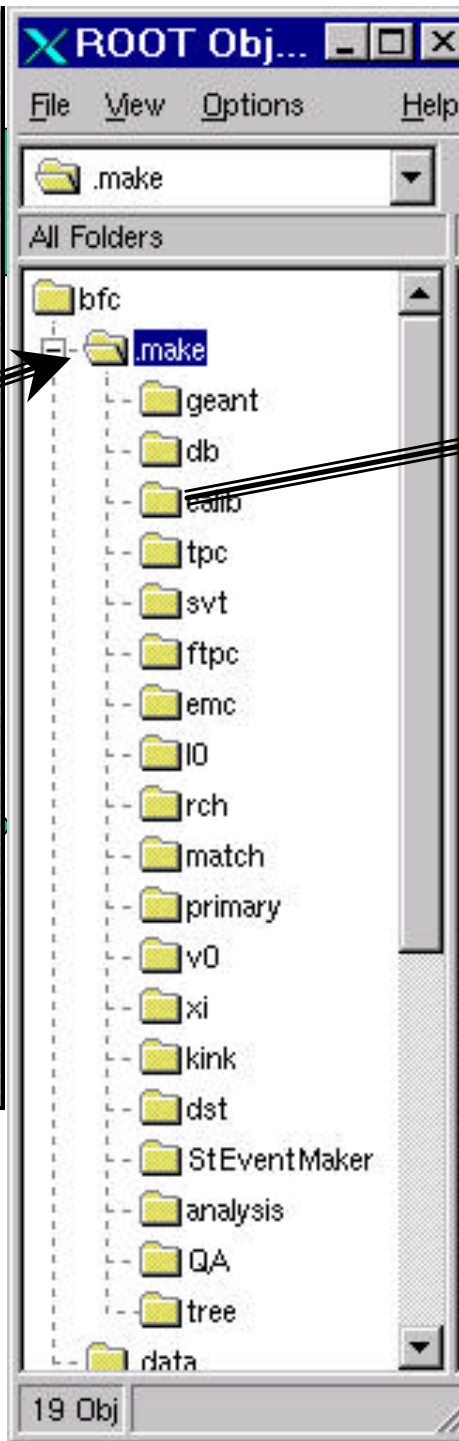 ROOT Obj...
File View Options Help
.make
All Folders
bfc
.make
geant
db
calib
tpc
svt
ftpc
emc
l0
rch
match
primary
v0
xi
kink
dst
StEventMaker
analysis
QA
tree
.data
19 Obj